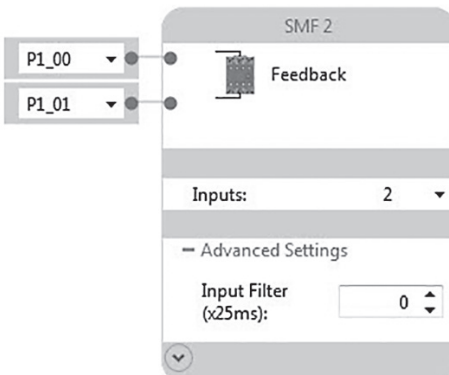 SMF 2
P1_00
Feedback
P1_01
Inputs: 2
Advanced Settings
Input Filter
(x25ms): 0